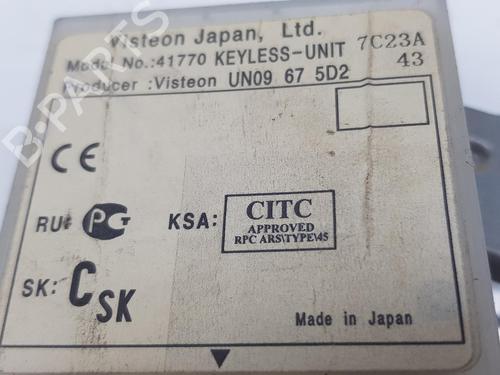 Visteon Japan, Ltd.
Model No.:41770 KEYLESS-UNIT 7C23A
Producer :Visteon UN09 67 5D2 43
CE
RU: PCT
KSA: CITC
APPROVED
RPC ARS\TYPE\45
SK: CSK
Made in Japan
B-PARTS